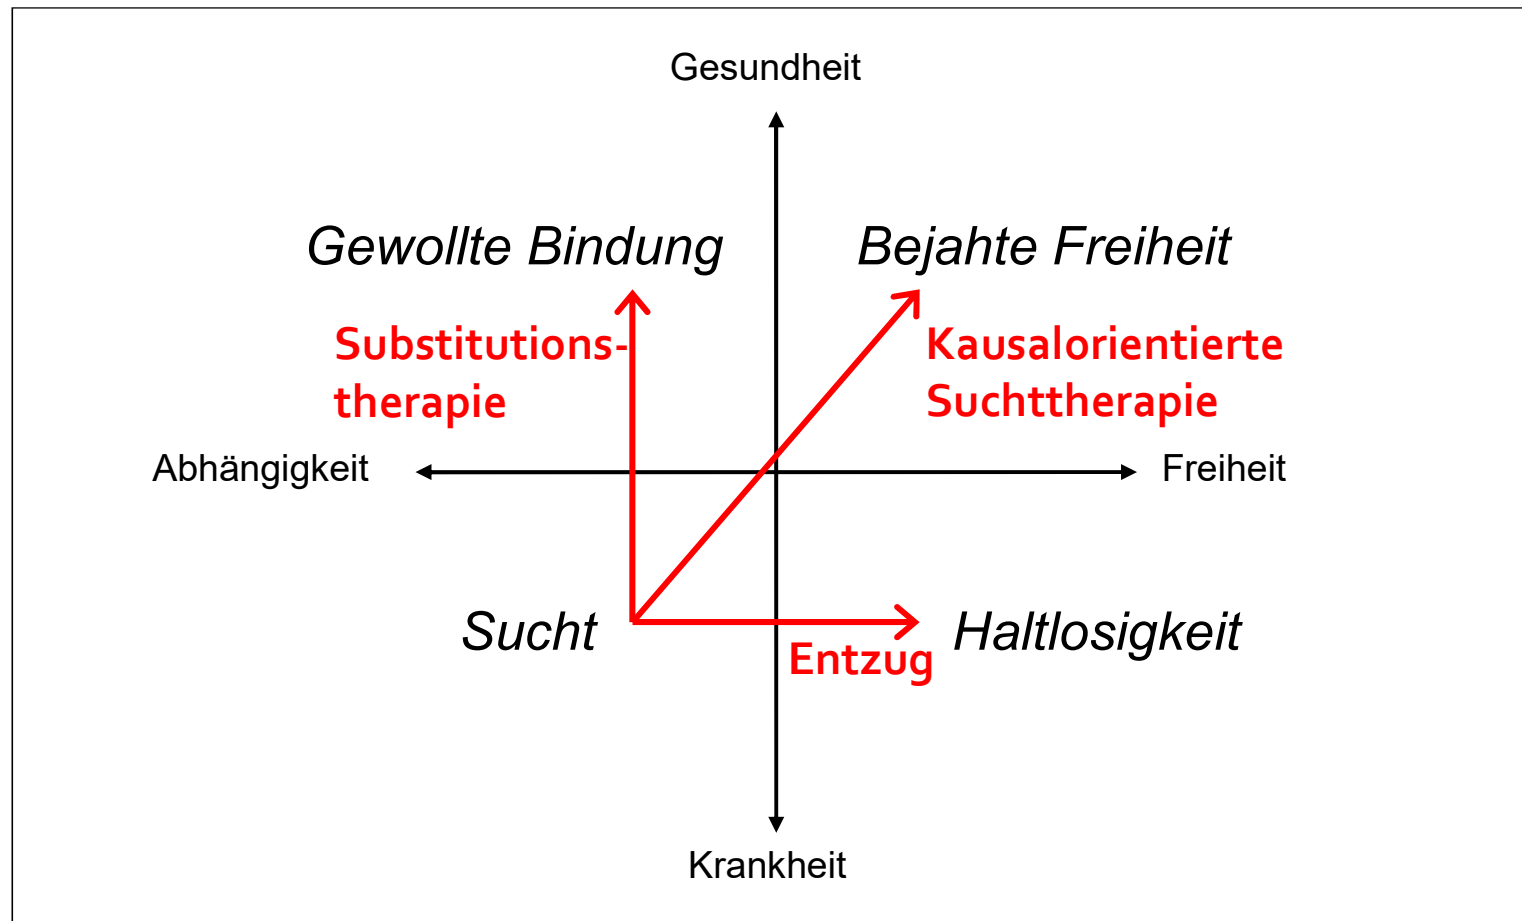 Gesundheit
Gewollte Bindung
Bejahte Freiheit
Substitutions-
therapie
Kausalorientierte
Suchttherapie
Abhängigkeit
Freiheit
Sucht
Haltlosigkeit
Entzug
Krankheit